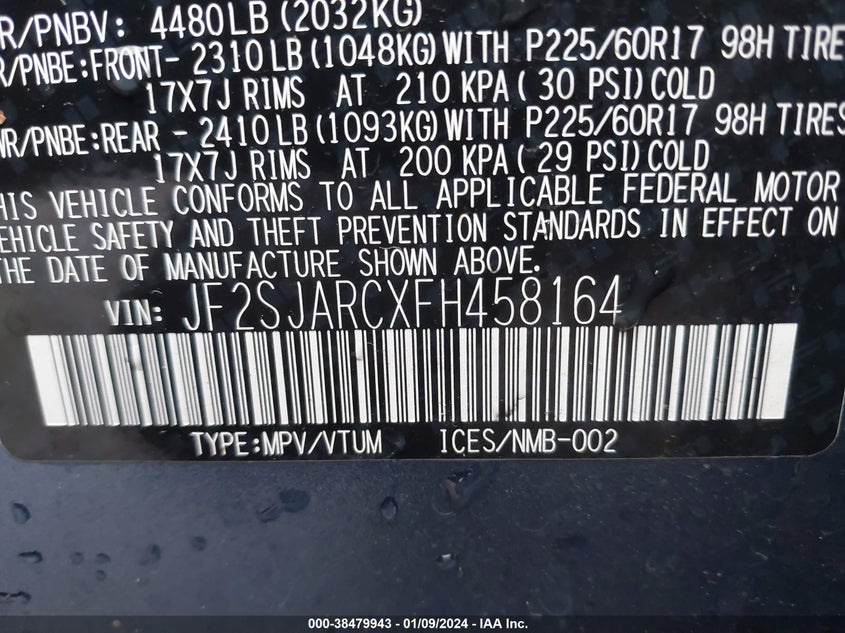 R/PNBV: 4480LB(2032KG)
R/PNBE:FRONT- 2310LB(1048KG)WITH P225/60R17 98H TIRE
17X7J RIMS AT 210 KPA(30 PSI)COLD
WR/PNBE:REAR - 2410LB(1093KG)WITH P225/60R17 98H TIRES
17X7J RIMS AT 200 KPA(29 PSI)COLD
HIS VEHICLE CONFORMS TO ALL APPLICABLE FEDERAL MOTOR
EHICLE SAFETY AND THEFT PREVENTION STANDARDS IN EFFECT ON
THE DATE OF MANUFACTURE SHOWN ABOVE.
VIN: JF2SJARCXFH458164
TYPE:MPV/VTUM ICES/NMB-002
000-38479943 - 01/09/2024 - IAA Inc.